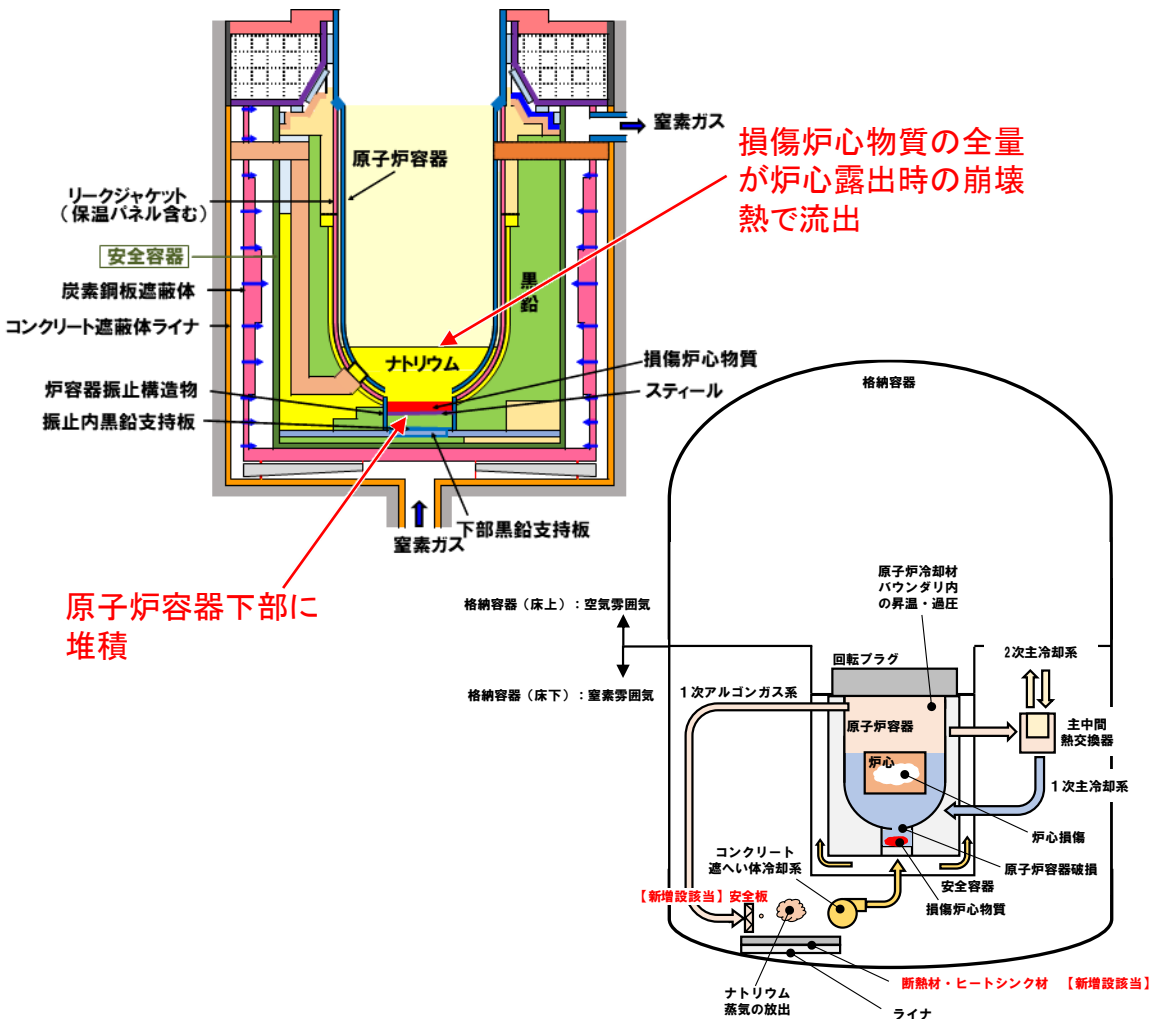 窒素ガス
損傷炉心物質の全量
が炉心露出時の崩壊
熱で流出
原子炉容器
リークジャケット
（保温パネル含む）
安全容器
黒鉛
炭素鋼板遮蔽体
コンクリート遮蔽体ライナ
ナトリウム
損傷炉心物質
炉容器振止構造物
スティール
振止内黒鉛支持板
下部黒鉛支持板
窒素ガス
原子炉容器下部に
堆積
格納容器
原子炉冷却材
バウンダリ内
の昇温・過圧
格納容器（床上）：空気雰囲気
格納容器（床下）：窒素雰囲気
回転プラグ
2次主冷却系
1次アルゴンガス系
原子炉容器
主中間
熱交換器
炉心
1次主冷却系
炉心損傷
コンクリート
遮へい体冷却系
原子炉容器破損
安全容器
【新増設該当】安全板
損傷炉心物質
断熱材・ヒートシンク材　【新増設該当】
ナトリウム
蒸気の放出
ライナ